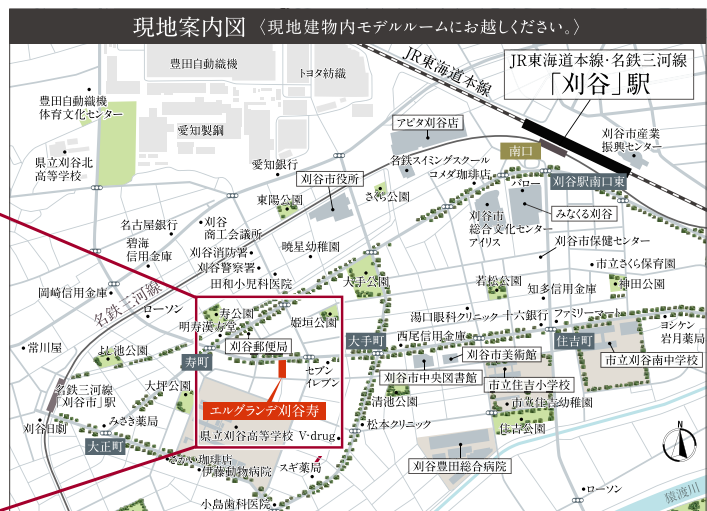 現地案内図 〈現地建物内モデルルームにお越しください。〉
豊田自動織機
トヨタ紡織
JR東海道本線
JR東海道本線・名鉄三河線
「刈谷」駅
豊田自動織機
体育文化センター
愛知製鋼
アピタ刈谷店
刈谷市産業
振興センター
県立刈谷北
高等学校
愛知銀行
名鉄スイミングスクール
南口
コメダ珈琲店
バロー
刈谷駅南口東
刈谷市役所
東陽公園
さくら公園
みなくる刈谷
名古屋銀行
刈谷
商工会議所
刈谷市
総合文化センター
アイリス
碧海
信用金庫
刈谷消防署
刈谷警察署
暁星幼稚園
刈谷市保健センター
田和小児科医院
大手公園
若松公園
市立さくら保育園
神田公園
岡崎信用金庫
名鉄三河線
ローソン
知多信用金庫
寿公園
明寿漢方堂
姫垣公園
湯口眼科クリニック
十六銀行
ファミリーマート
ヨシケン
岩月薬局
常川屋
刈谷郵便局
大手町
西尾信用金庫
住吉町
寿町
セブン
イレブン
刈谷市美術館
市立刈谷南中学校
刈谷市中央図書館
市立住吉小学校
名鉄三河線
「刈谷市」駅
大坪公園
エルグランデ刈谷寿
清池公園
市立住吉幼稚園
刈谷日劇
みさき薬局
県立刈谷高等学校
V・drug
松本クリニック
住吉公園
大正町
珈琲店
伊藤動物病院
スギ薬局
刈谷豊田総合病院
小島歯科医院
ローソン
猿渡川
N